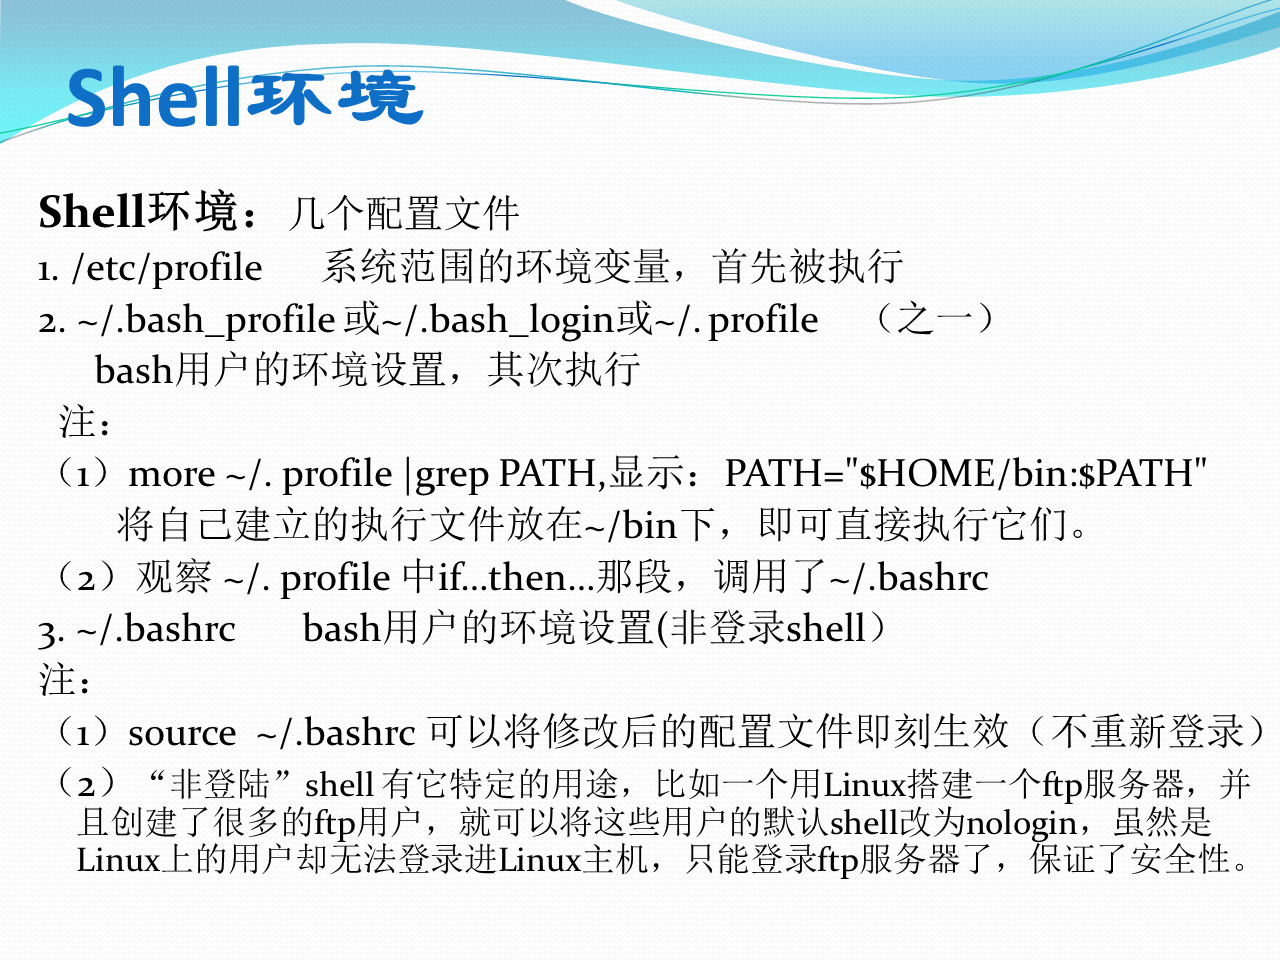 Shell环境
Shell环境： 几个配置文件
1. /etc/profile 系统范围的环境变量，首先被执行
2. ~/.bash_profile 或~/.bash_login或~/. profile （之一）
bash用户的环境设置，其次执行
注：
（1）more ~/. profile |grep PATH,显示：PATH="$HOME/bin:$PATH"
将自己建立的执行文件放在~/bin下，即可直接执行它们。
（2）观察 ~/. profile 中if...then...那段，调用了~/.bashrc
3. ~/.bashrc bash用户的环境设置(非登录shell）
注：
（1）source ~/.bashrc 可以将修改后的配置文件即刻生效（不重新登录）
（2）“非登陆”shell 有它特定的用途，比如一个用Linux搭建一个ftp服务器，并
且创建了很多的ftp用户，就可以将这些用户的默认shell改为nologin，虽然是
Linux上的用户却无法登录进Linux主机，只能登录ftp服务器了，保证了安全性。